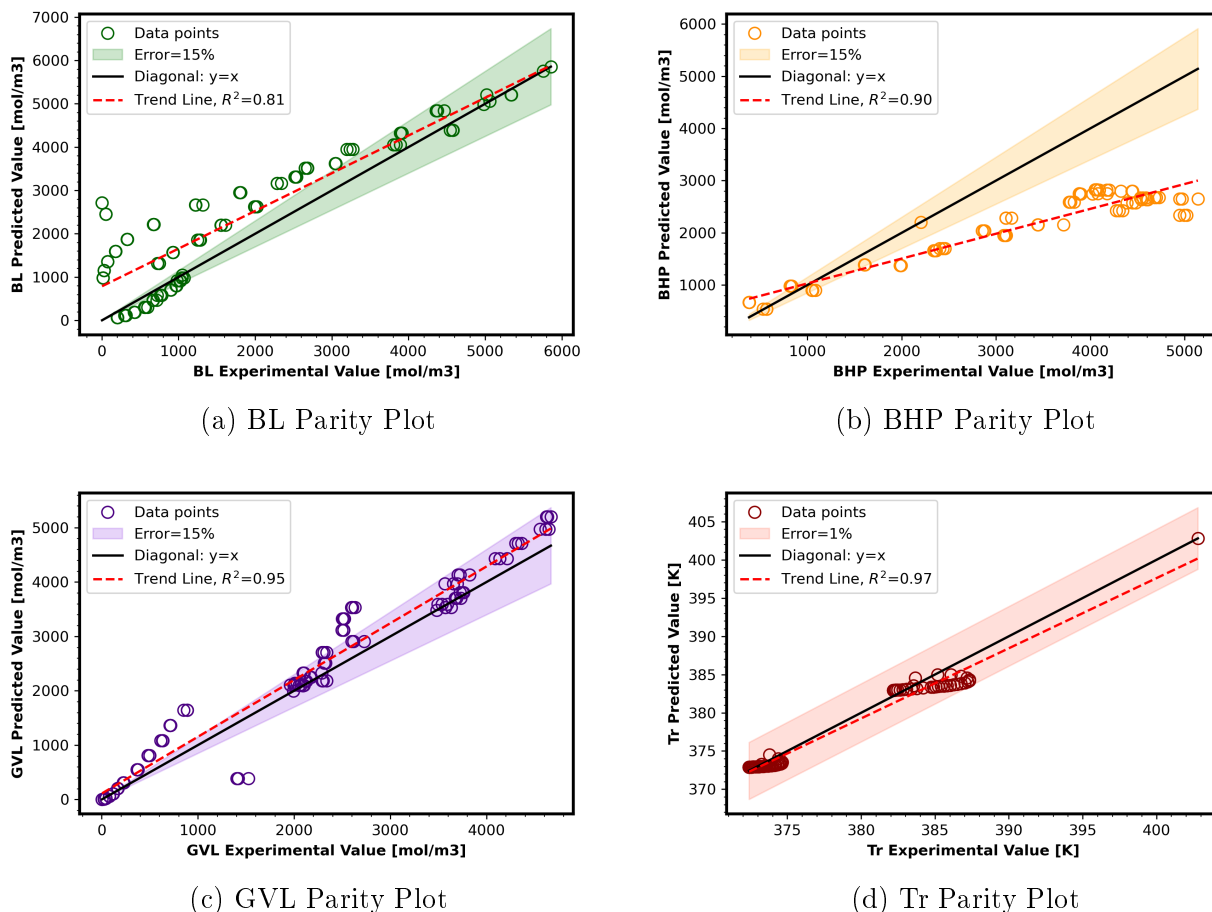 7000
6000
5000
4000
3000
2000
1000
0
BL Predicted Value [mol/m3]
Data points
Error=15%
Diagonal: y=x
Trend Line, R²=0.81
0 1000 2000 3000 4000 5000 6000
BL Experimental Value [mol/m3]
(a) BL Parity Plot
6000
5000
4000
3000
2000
1000
BHP Predicted Value [mol/m3]
Data points
Error=15%
Diagonal: y=x
Trend Line, R²=0.90
1000 2000 3000 4000 5000
BHP Experimental Value [mol/m3]
(b) BHP Parity Plot
5000
4000
3000
2000
1000
0
GVL Predicted Value [mol/m3]
Data points
Error=15%
Diagonal: y=x
Trend Line, R²=0.95
0 1000 2000 3000 4000
GVL Experimental Value [mol/m3]
(c) GVL Parity Plot
405
400
395
390
385
380
375
370
Tr Predicted Value [K]
Data points
Error=1%
Diagonal: y=x
Trend Line, R²=0.97
375 380 385 390 395 400
Tr Experimental Value [K]
(d) Tr Parity Plot